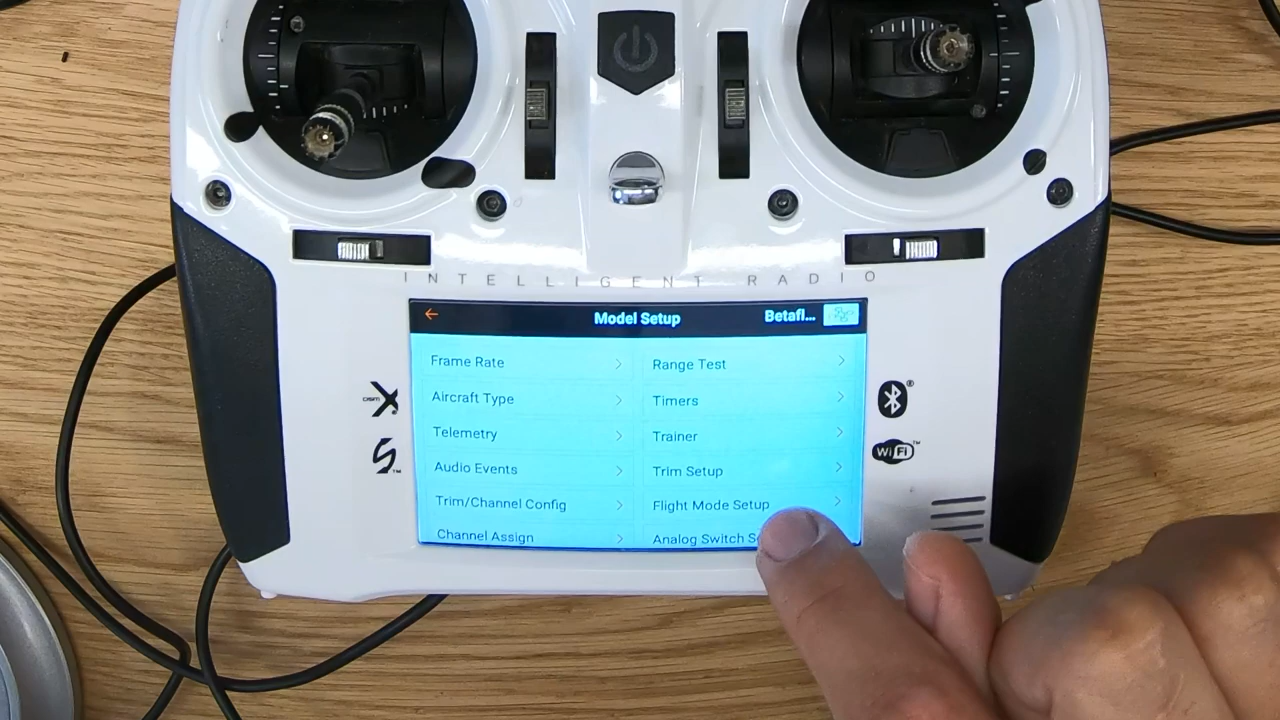 INTELLIGENT RADIO
Model Setup
Betafl...
Frame Rate
Range Test
Aircraft Type
Timers
Telemetry
Trainer
Audio Events
Trim Setup
Trim/Channel Config
Flight Mode Setup
Channel Assign
Analog Switch
WiFi